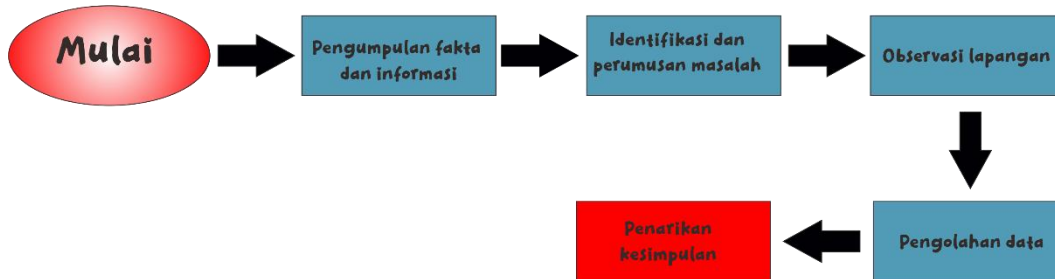 Mulai
Pengumpulan fakta
dan informasi
Identifikasi dan
perumusan masalah
Observasi lapangan
Penarikan
kesimpulan
Pengolahan data